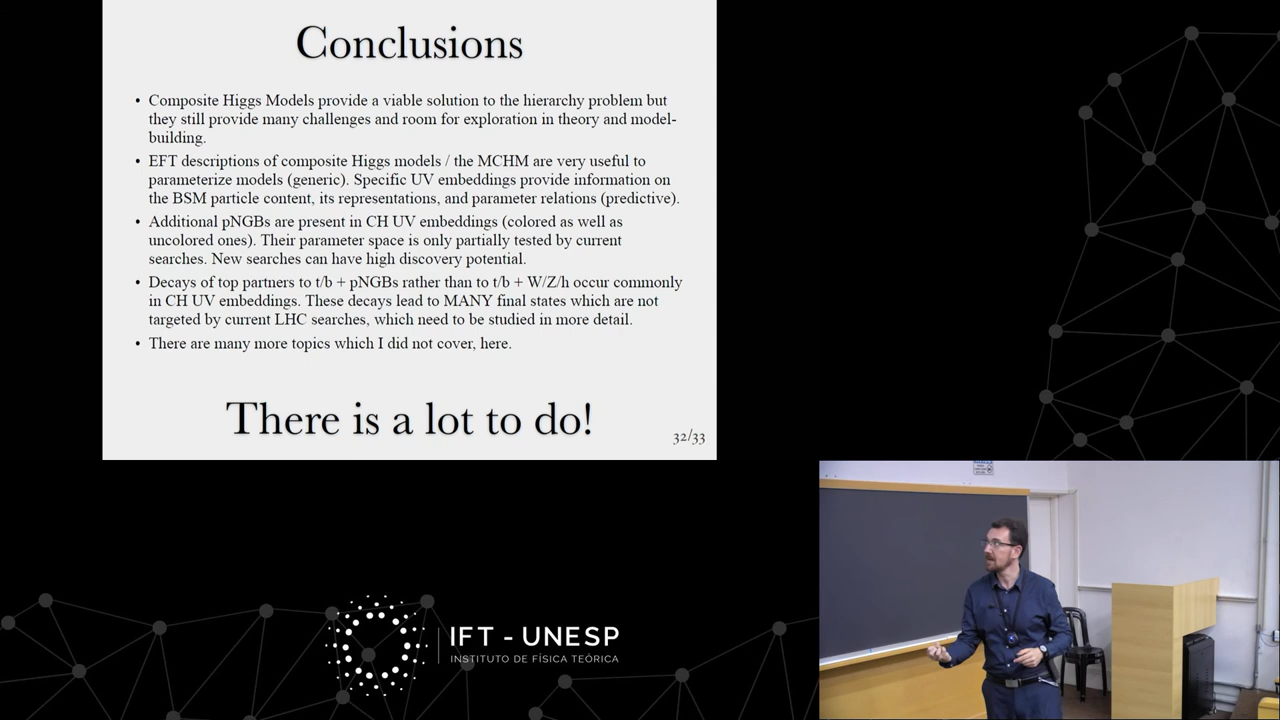 Conclusions
• Composite Higgs Models provide a viable solution to the hierarchy problem but
they still provide many challenges and room for exploration in theory and model-
building.
• EFT descriptions of composite Higgs models / the MCHM are very useful to
parameterize models (generic). Specific UV embeddings provide information on
the BSM particle content, its representations, and parameter relations (predictive).
• Additional pNGBs are present in CH UV embeddings (colored as well as
uncolored ones). Their parameter space is only partially tested by current
searches. New searches can have high discovery potential.
• Decays of top partners to t/b + pNGBs rather than to t/b + W/Z/h occur commonly
in CH UV embeddings. These decays lead to MANY final states which are not
targeted by current LHC searches, which need to be studied in more detail.
• There are many more topics which I did not cover, here.
There is a lot to do!
32/33
IFT - UNESP
INSTITUTO DE FÍSICA TEÓRICA